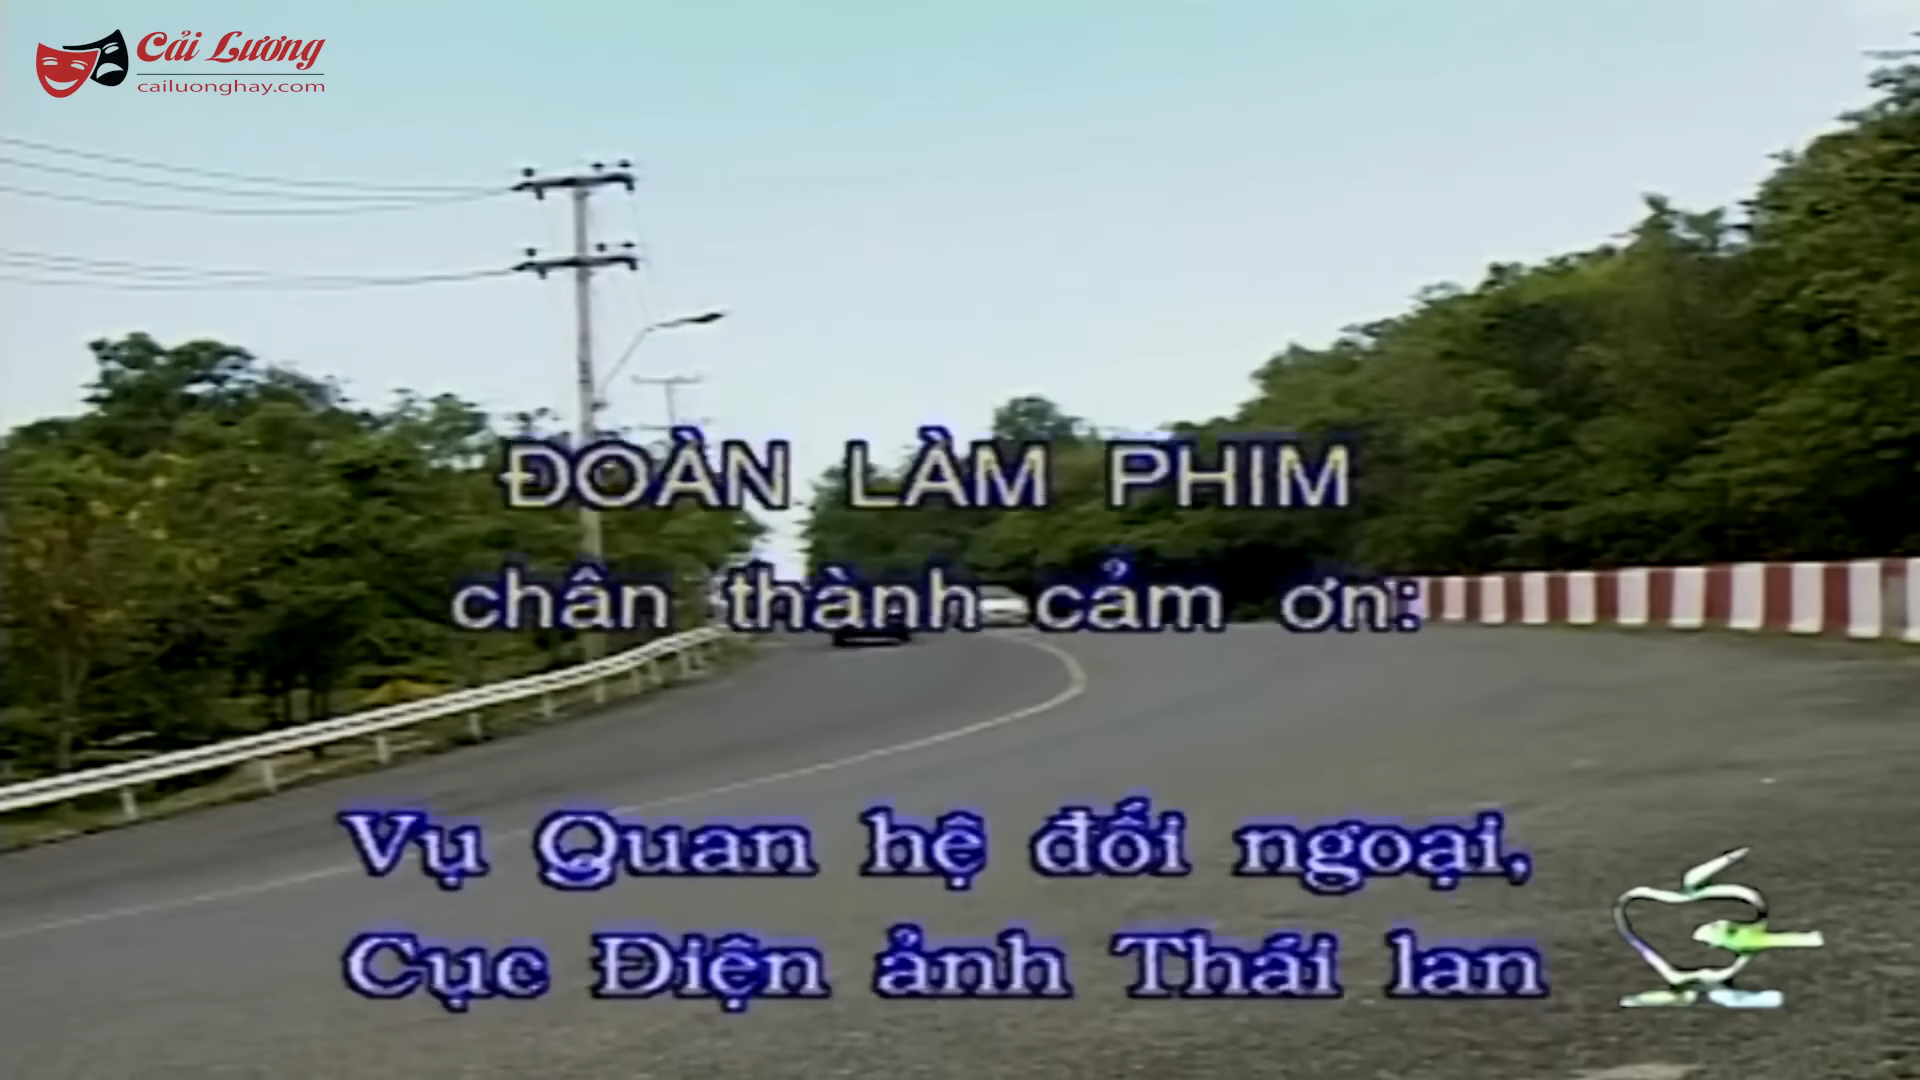 Cải Lương
cailuonghay.com
ĐOÀN LÀM PHIM
chân thành cảm ơn:
Vụ Quan hệ đối ngoại,
Cục Điện ảnh Thái lan